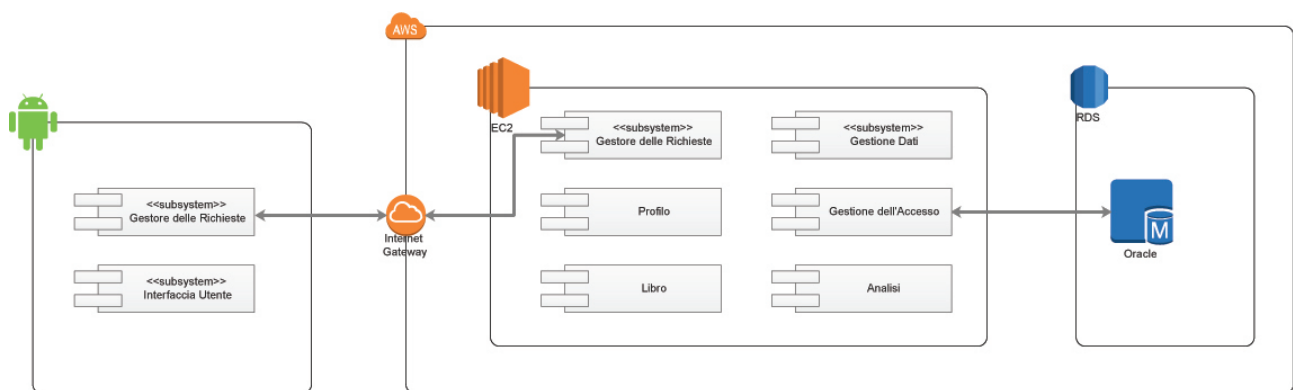 AWS
EC2
RDS
<<subsystem>>
Gestore delle Richieste
<<subsystem>>
Gestione Dati
<<subsystem>>
Gestore delle Richieste
Profilo
Gestione dell'Accesso
Internet
Gateway
M
Oracle
<<subsystem>>
Interfaccia Utente
Libro
Analisi